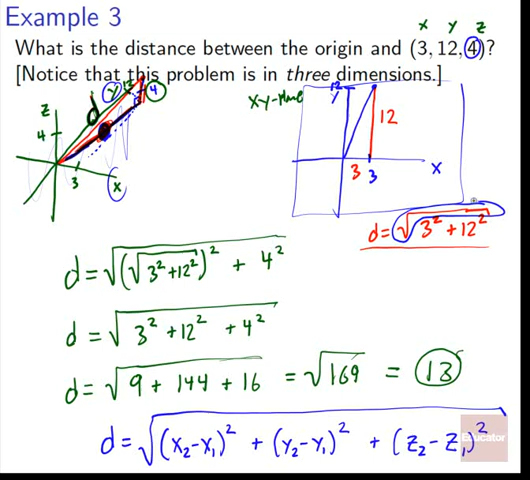 Example 3
x y z
What is the distance between the origin and (3, 12, 4)?
[Notice that this problem is in three dimensions.]
z
d
y 12
4
4
3
x
xy-plane
12
y
12
3
3
x
d = √(3² + 12²)
d = √((√(3² + 12²))² + 4²)
d = √(3² + 12² + 4²)
d = √(9 + 144 + 16) = √169 = 13
d = √((x₂ - x₁)² + (y₂ - y₁)² + (z₂ - z₁)²)
Educator